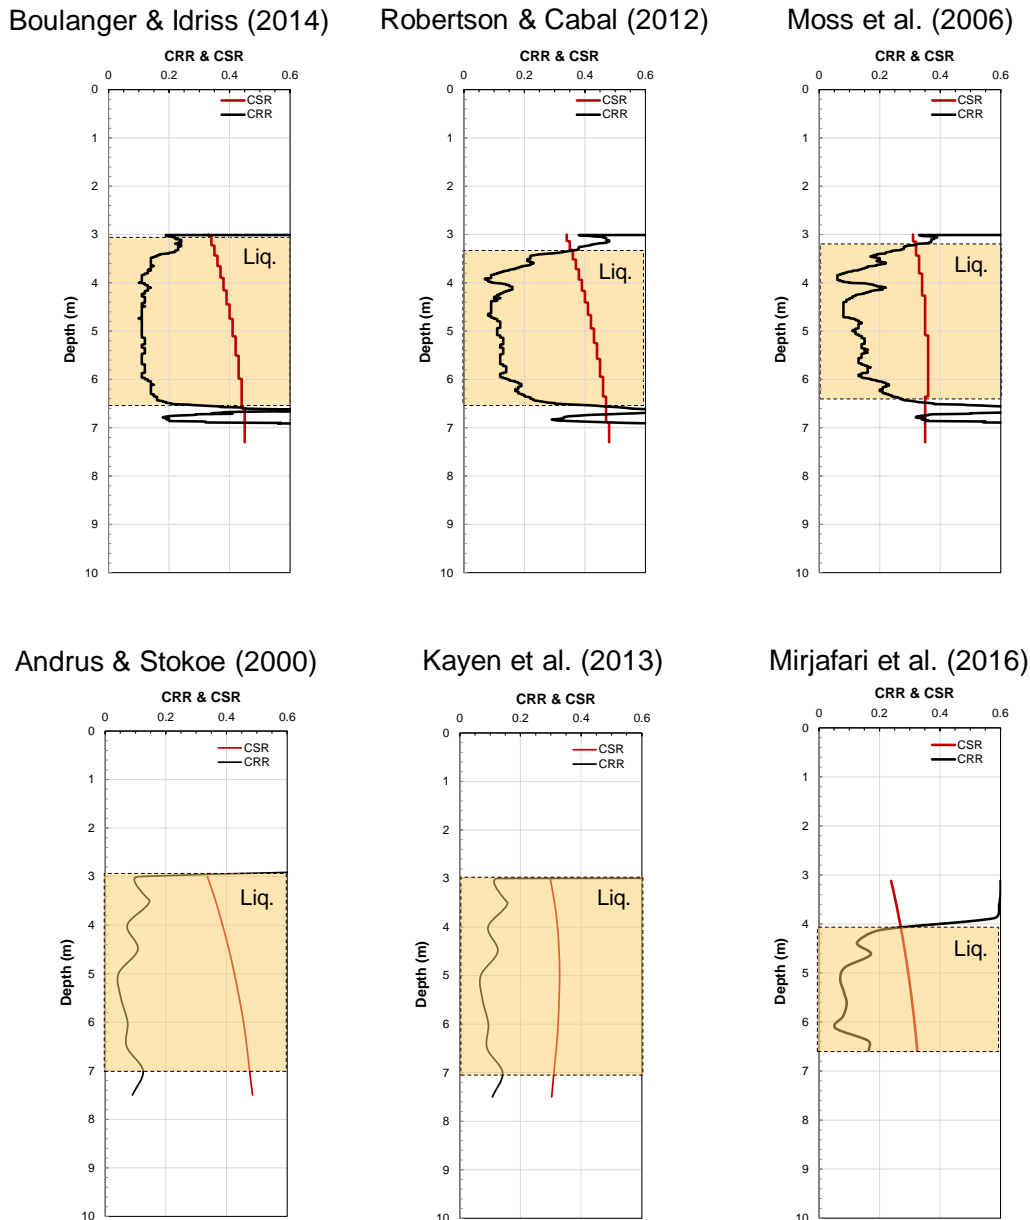 Boulanger & Idriss (2014)
CRR & CSR
0 0.2 0.4 0.6
CSR
CRR
Liq.
Depth (m)
0
1
2
3
4
5
6
7
8
9
10
Robertson & Cabal (2012)
CRR & CSR
0 0.2 0.4 0.6
CSR
CRR
Liq.
Depth (m)
0
1
2
3
4
5
6
7
8
9
10
Moss et al. (2006)
CRR & CSR
0 0.2 0.4 0.6
CSR
CRR
Liq.
Depth (m)
0
1
2
3
4
5
6
7
8
9
10
Andrus & Stokoe (2000)
CRR & CSR
0 0.2 0.4 0.6
CSR
CRR
Liq.
Depth (m)
0
1
2
3
4
5
6
7
8
9
10
Kayen et al. (2013)
CRR & CSR
0 0.2 0.4 0.6
CSR
CRR
Liq.
Depth (m)
0
1
2
3
4
5
6
7
8
9
10
Mirjafari et al. (2016)
CRR & CSR
0 0.2 0.4 0.6
CSR
CRR
Liq.
Depth (m)
0
1
2
3
4
5
6
7
8
9
10